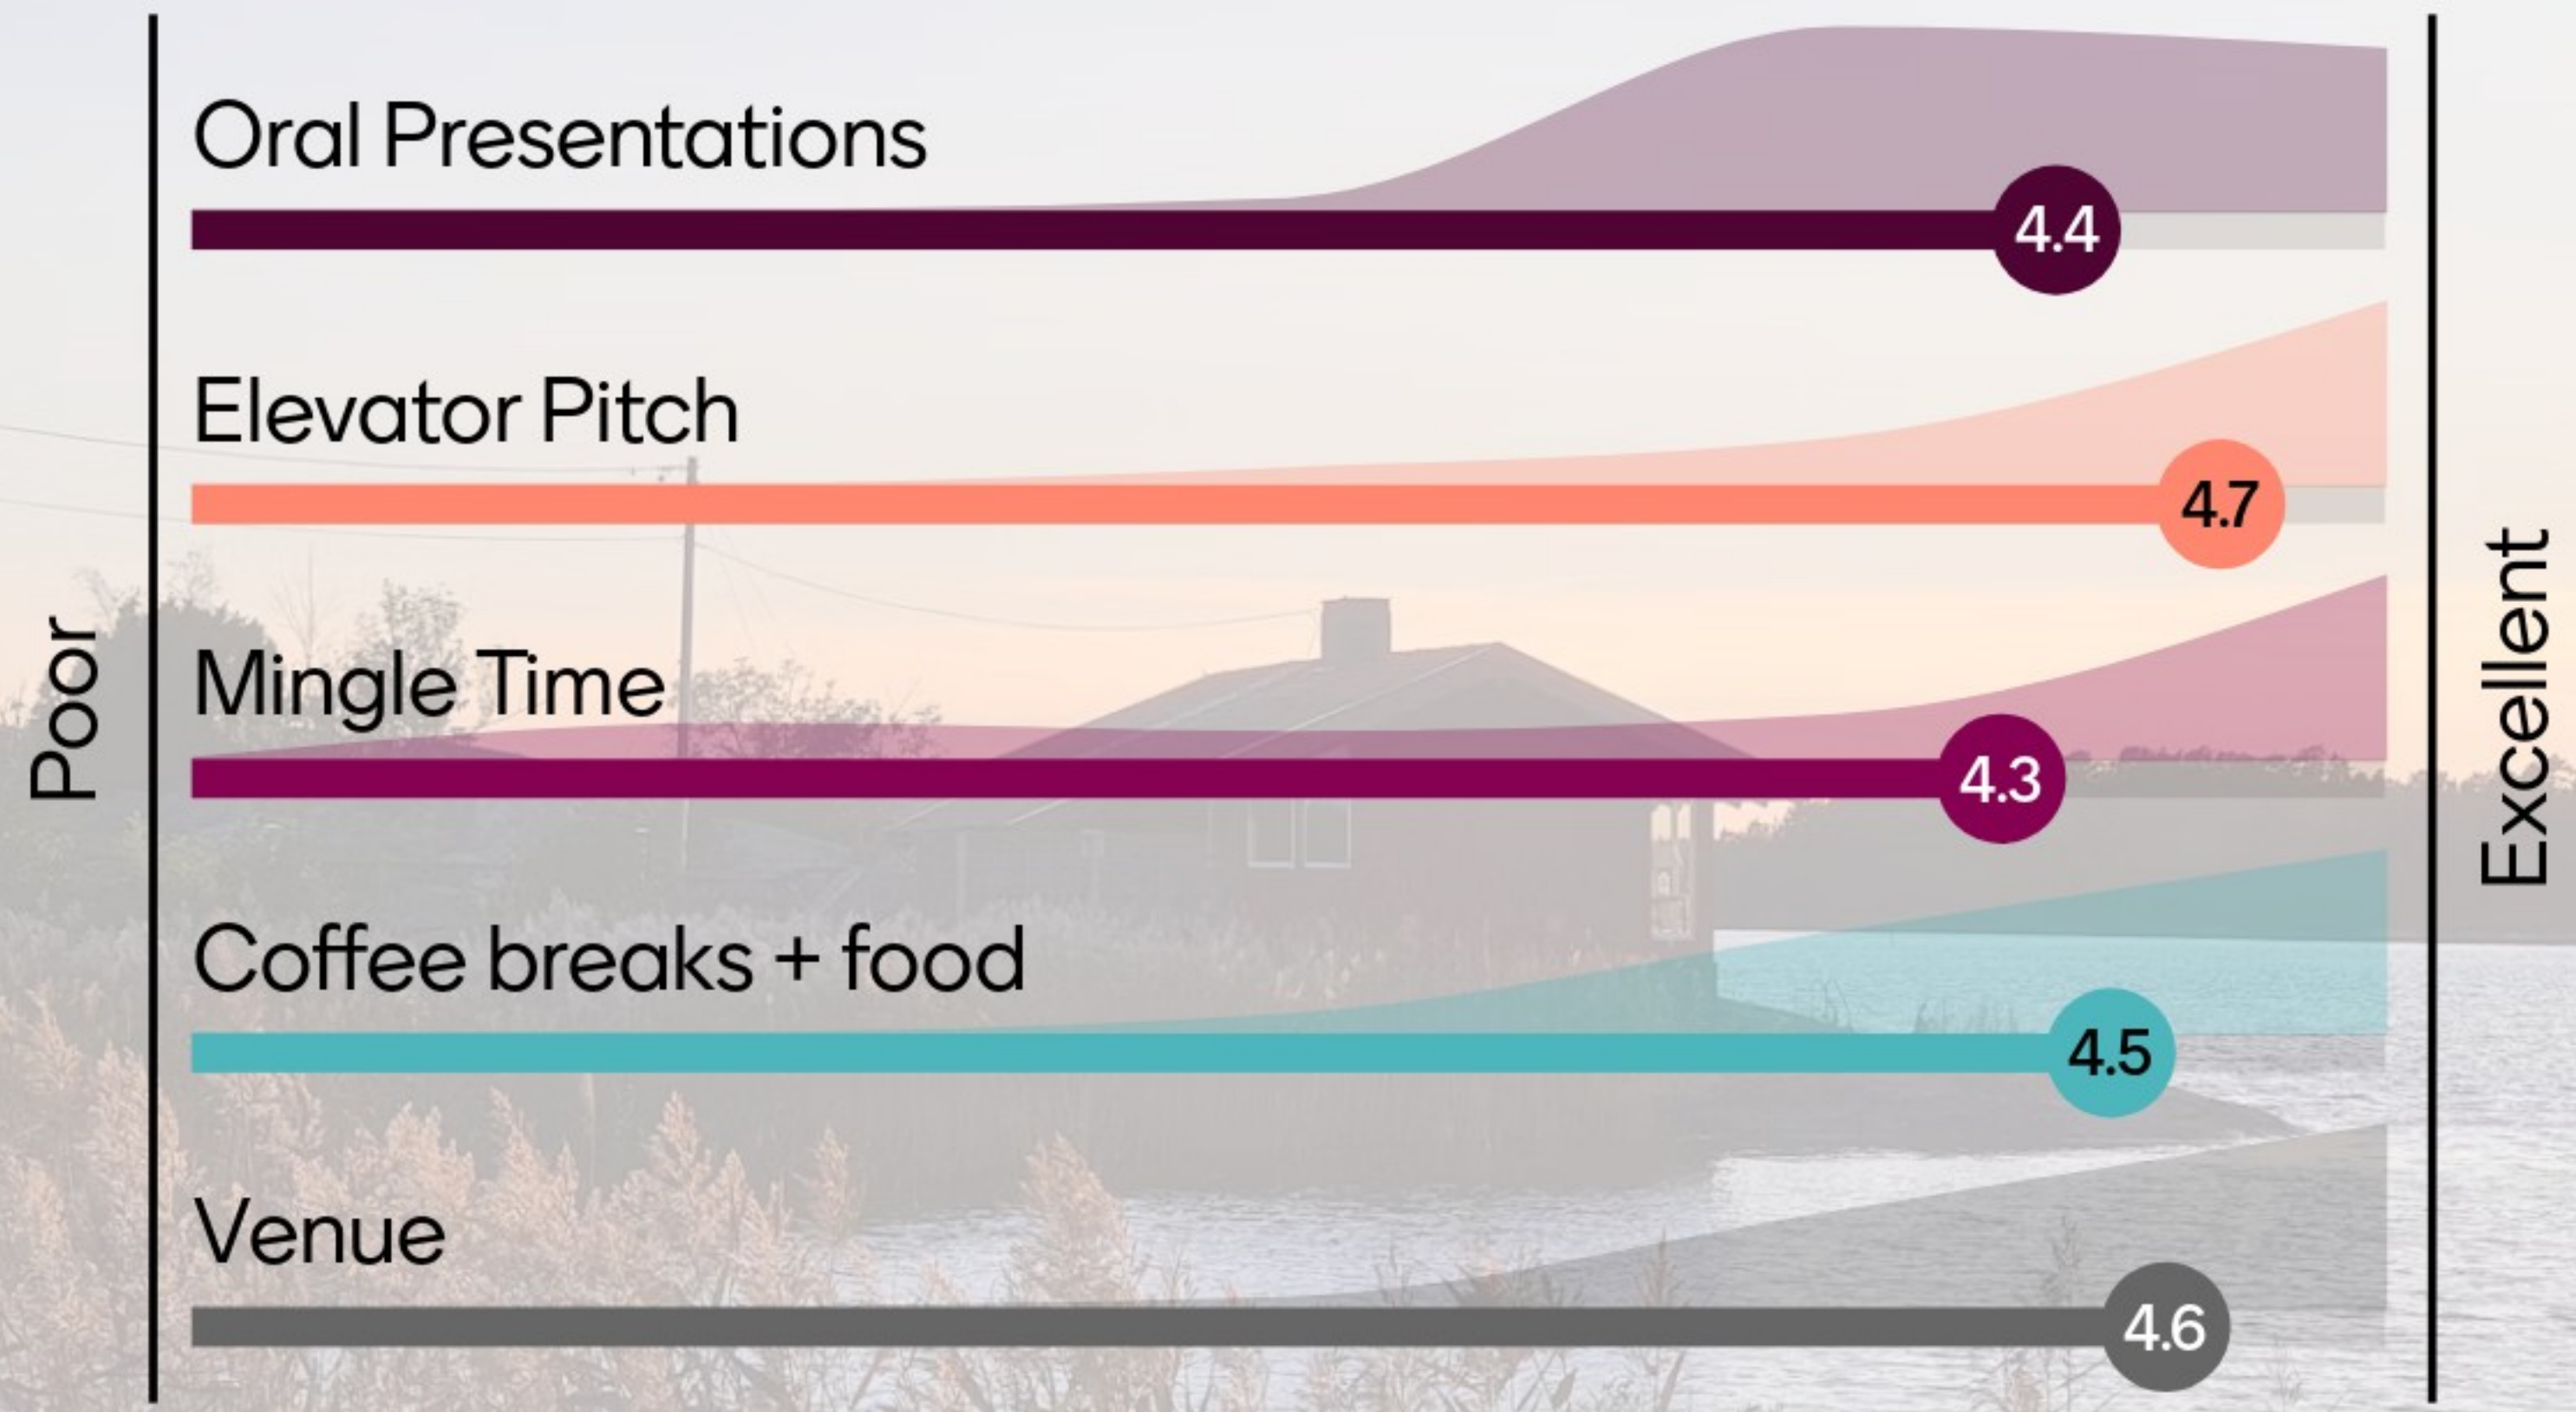 Oral Presentations
4.4
Elevator Pitch
4.7
Mingle Time
4.3
Coffee breaks + food
4.5
Venue
4.6
Poor
Excellent